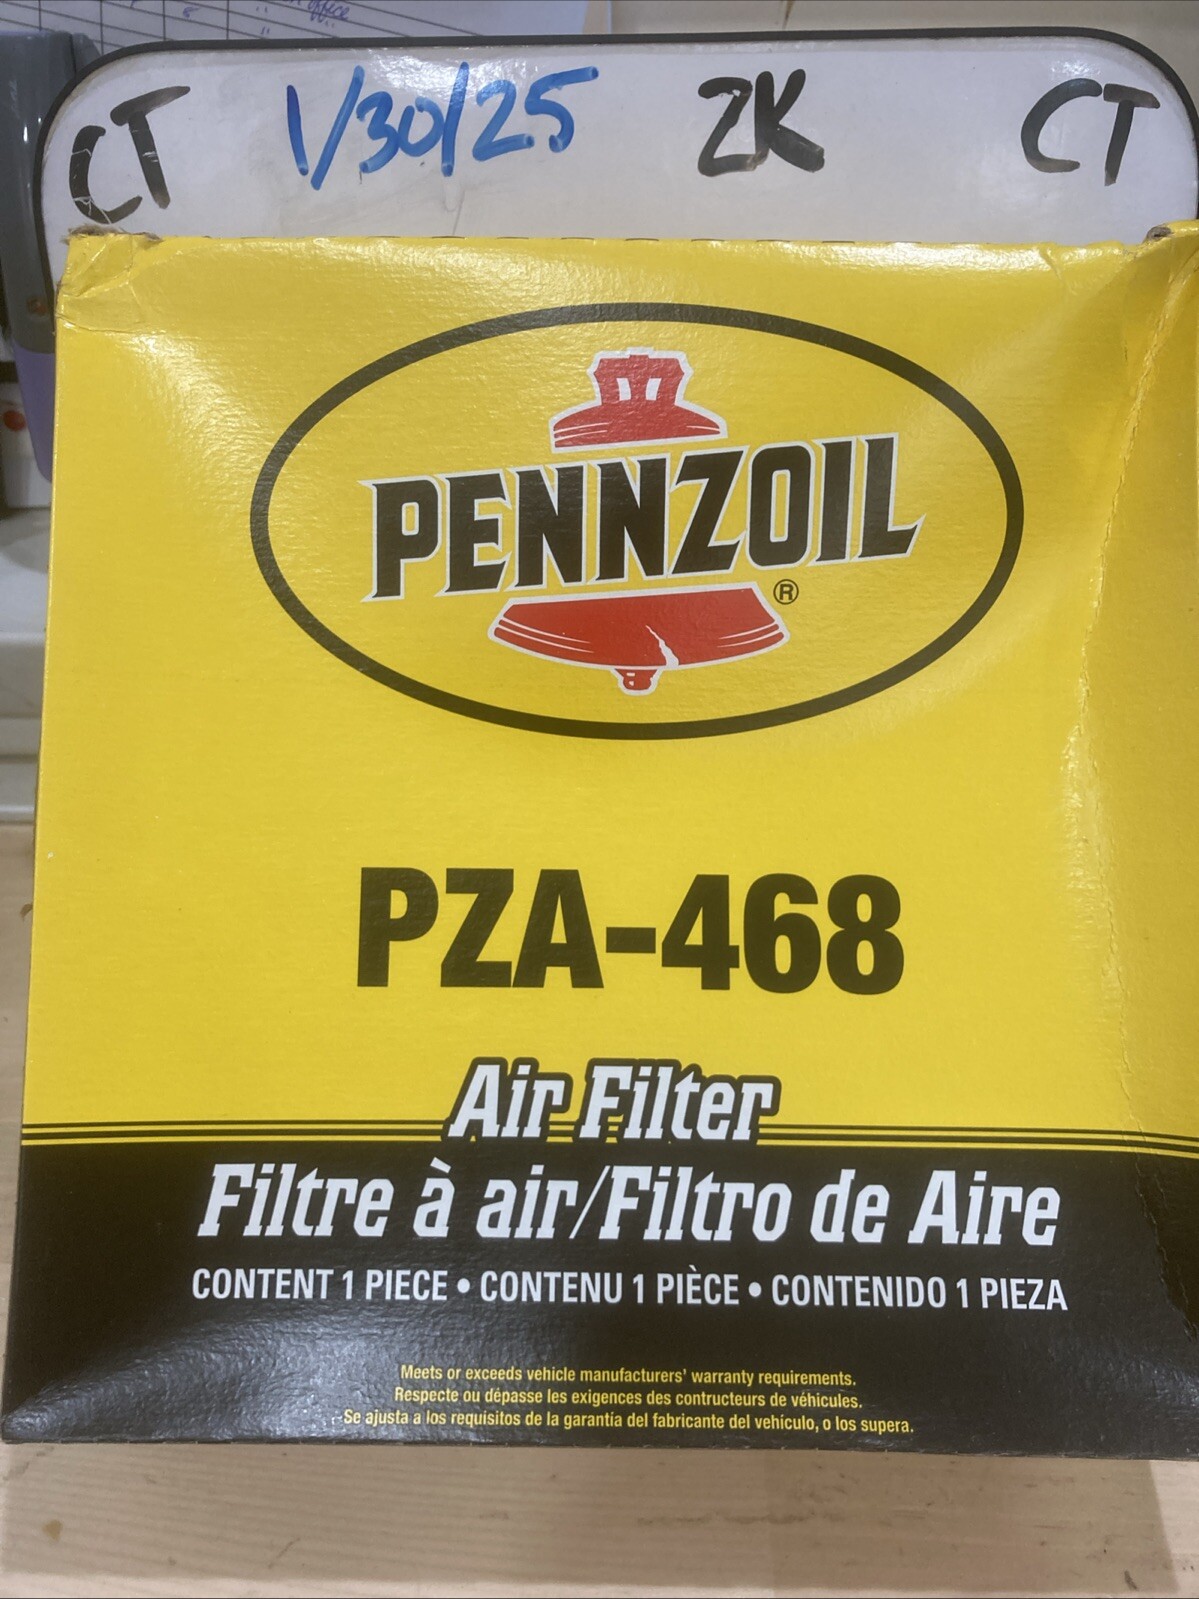 office
CT 1/30/25 ZK CT
PENNZOIL®
PZA-468
Air Filter
Filtre à air/Filtro de Aire
CONTENT 1 PIECE • CONTENU 1 PIÈCE • CONTENIDO 1 PIEZA
Meets or exceeds vehicle manufacturers' warranty requirements.
Respecte ou dépasse les exigences des contructeurs de véhicules.
Se ajusta a los requisitos de la garantía del fabricante del vehículo, o los supera.